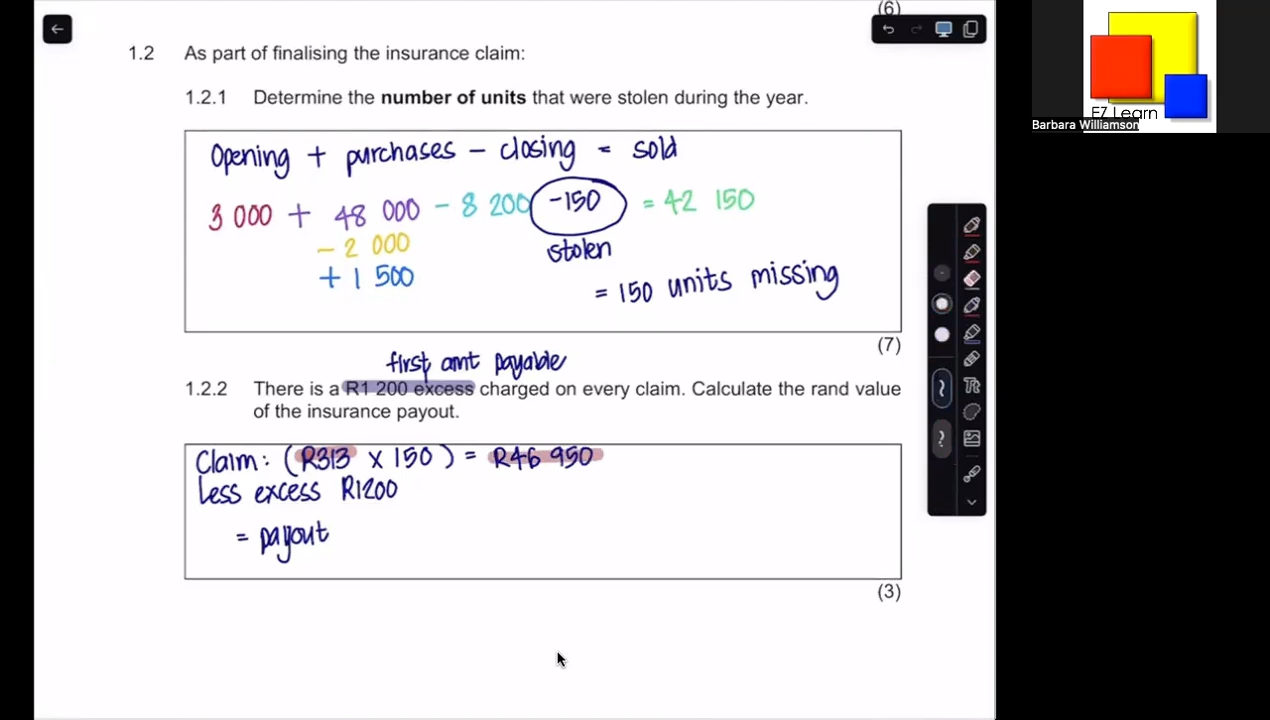 (6)
1.2 As part of finalising the insurance claim:
1.2.1 Determine the number of units that were stolen during the year.
Opening + purchases - closing = sold
3 000 + 48 000 - 8 200 -150 = 42 150
- 2 000
stolen
+ 1 500
= 150 units missing
(7)
first amt payable
1.2.2 There is a R1 200 excess charged on every claim. Calculate the rand value
of the insurance payout.
Claim: (R313 x 150) = R46 950
Less excess R1200
= payout
(3)
EZ Learn
Barbara Williamson
Tt